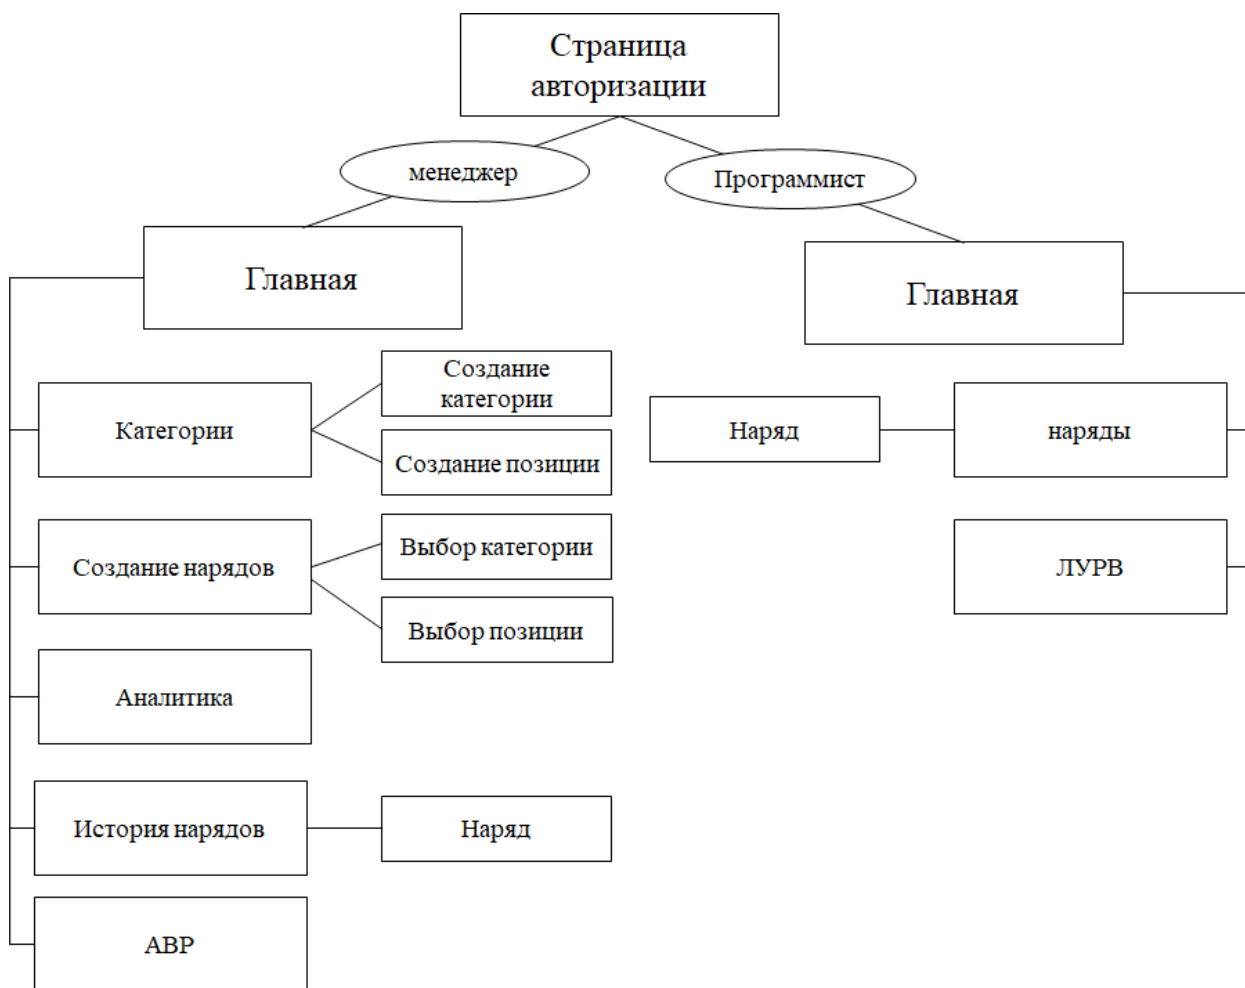 Страница
авторизации
менеджер
Программист
Главная
Главная
Категории
Создание
категории
Создание позиции
Наряд
наряды
Создание нарядов
Выбор категории
Выбор позиции
ЛУРВ
Аналитика
История нарядов
Наряд
АВР